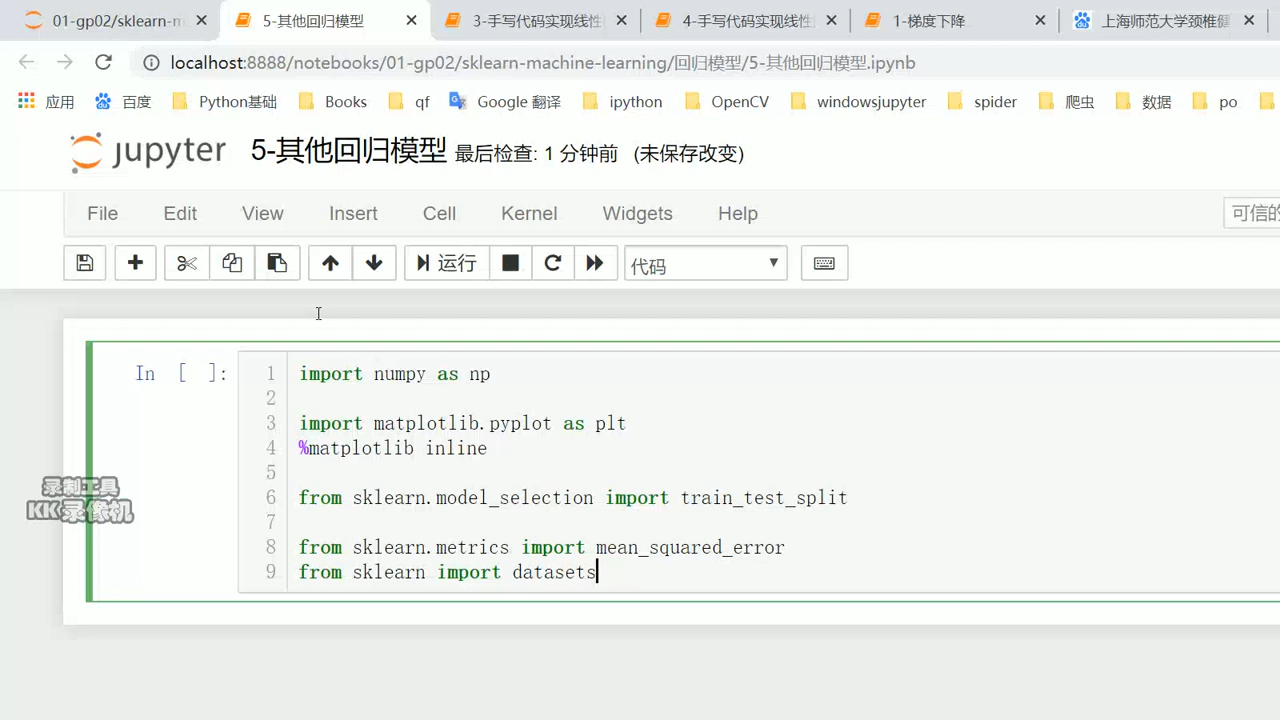 01-gp02/sklearn-m
5-其他回归模型
3-手写代码实现线性
4-手写代码实现线性
1-梯度下降
上海师范大学颈椎健
localhost:8888/notebooks/01-gp02/sklearn-machine-learning/回归模型/5-其他回归模型.ipynb
应用 百度 Python基础 Books qf Google 翻译 ipython OpenCV windowsjupyter spider 爬虫 数据 po
jupyter 5-其他回归模型 最后检查: 1 分钟前 (未保存改变)
File Edit View Insert Cell Kernel Widgets Help 可信的
运行 代码
In [ ]:
1 import numpy as np
2
3 import matplotlib.pyplot as plt
4 %matplotlib inline
5
6 from sklearn.model_selection import train_test_split
7
8 from sklearn.metrics import mean_squared_error
9 from sklearn import datasets
录制工具
KK录像机